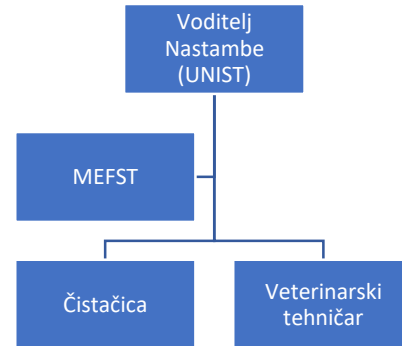 Voditelj
Nastambe
(UNIST)
MEFST
Čistačica
Veterinarski
tehničar